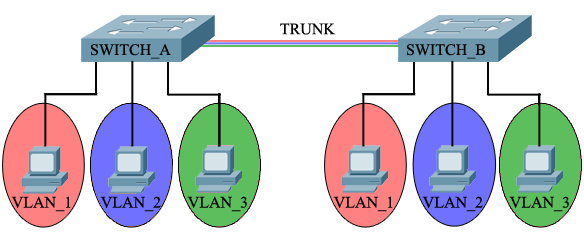 TRUNK
SWITCH_A
SWITCH_B
VLAN_1
VLAN_2
VLAN_3
VLAN_1
VLAN_2
VLAN_3